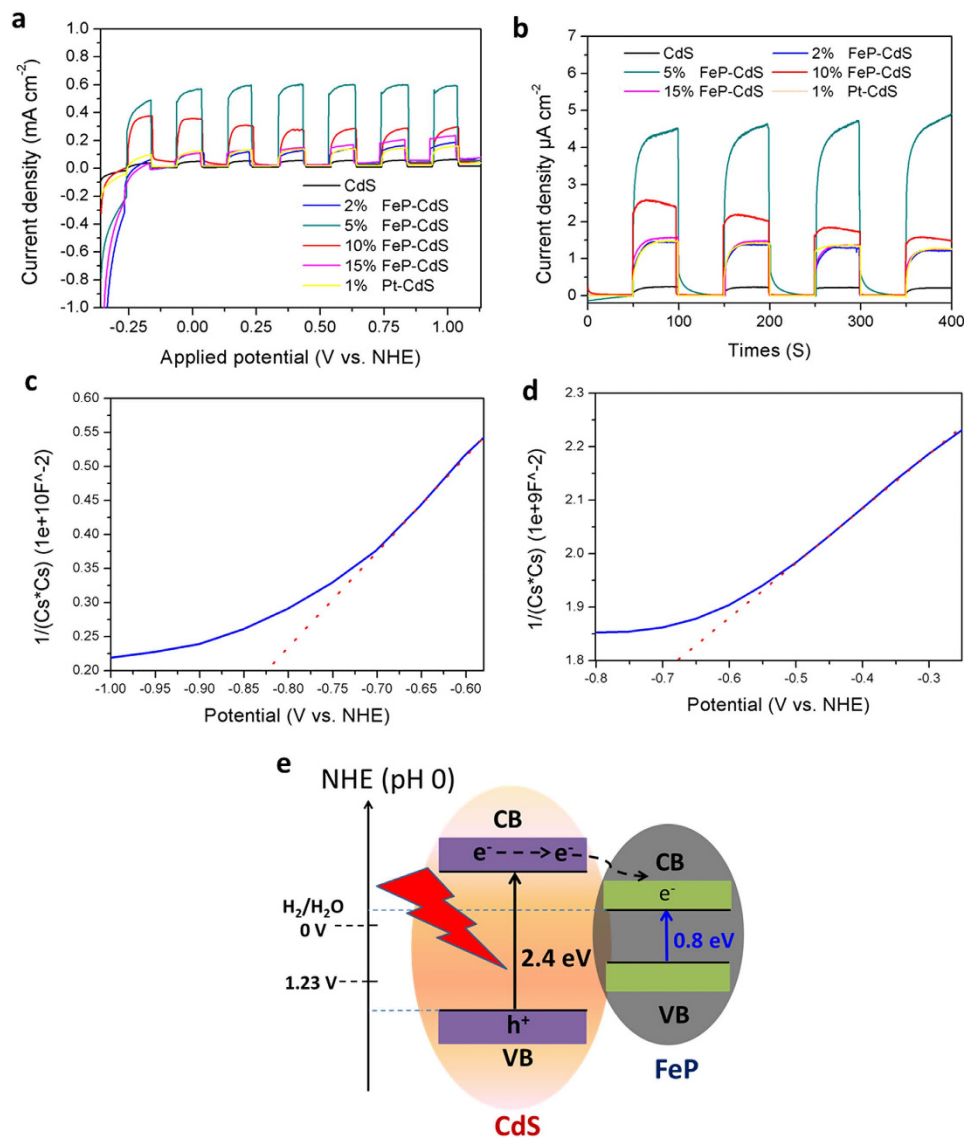 a
Current density (mA cm-2)
1.0
0.8
0.6
0.4
0.2
0.0
-0.2
-0.4
-0.6
-0.8
-1.0
CdS
2% FeP-CdS
5% FeP-CdS
10% FeP-CdS
15% FeP-CdS
1% Pt-CdS
-0.25 0.00 0.25 0.50 0.75 1.00
Applied potential (V vs. NHE)
b
Current density μA cm-2
7
6
5
4
3
2
1
0
CdS 2% FeP-CdS
5% FeP-CdS 10% FeP-CdS
15% FeP-CdS 1% Pt-CdS
0 100 200 300 400
Times (S)
c
1/(Cs*Cs) (1e+10F^-2)
0.60
0.55
0.50
0.45
0.40
0.35
0.30
0.25
0.20
-1.00 -0.95 -0.90 -0.85 -0.80 -0.75 -0.70 -0.65 -0.60
Potential (V vs. NHE)
d
1/(Cs*Cs) (1e+9F^-2)
2.3
2.2
2.1
2.0
1.9
1.8
-0.8 -0.7 -0.6 -0.5 -0.4 -0.3
Potential (V vs. NHE)
e
NHE (pH 0)
CB
e- e-
CB
e-
H2/H2O
0 V
0.8 eV
2.4 eV
1.23 V
h+
VB
VB
FeP
CdS